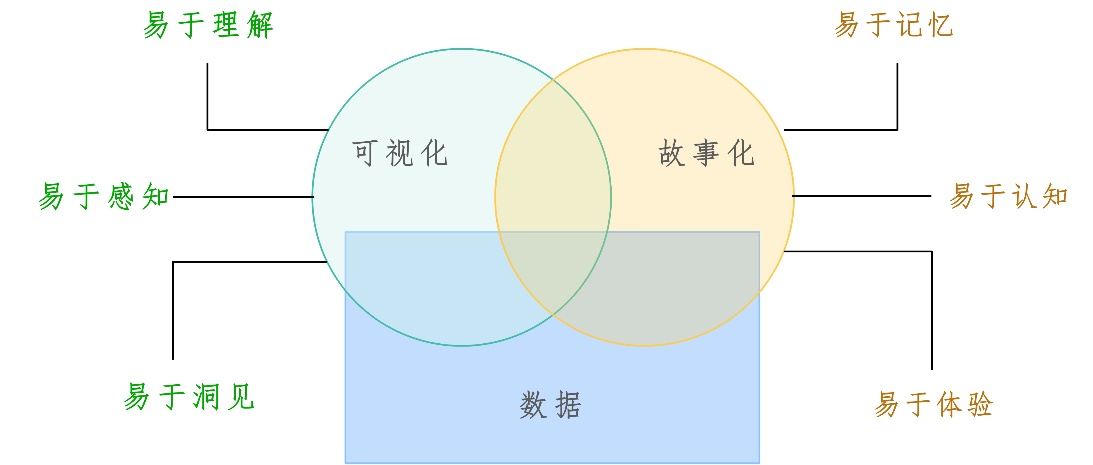 易于理解
易于记忆
可视化
故事化
易于感知
易于认知
易于洞见
数据
易于体验